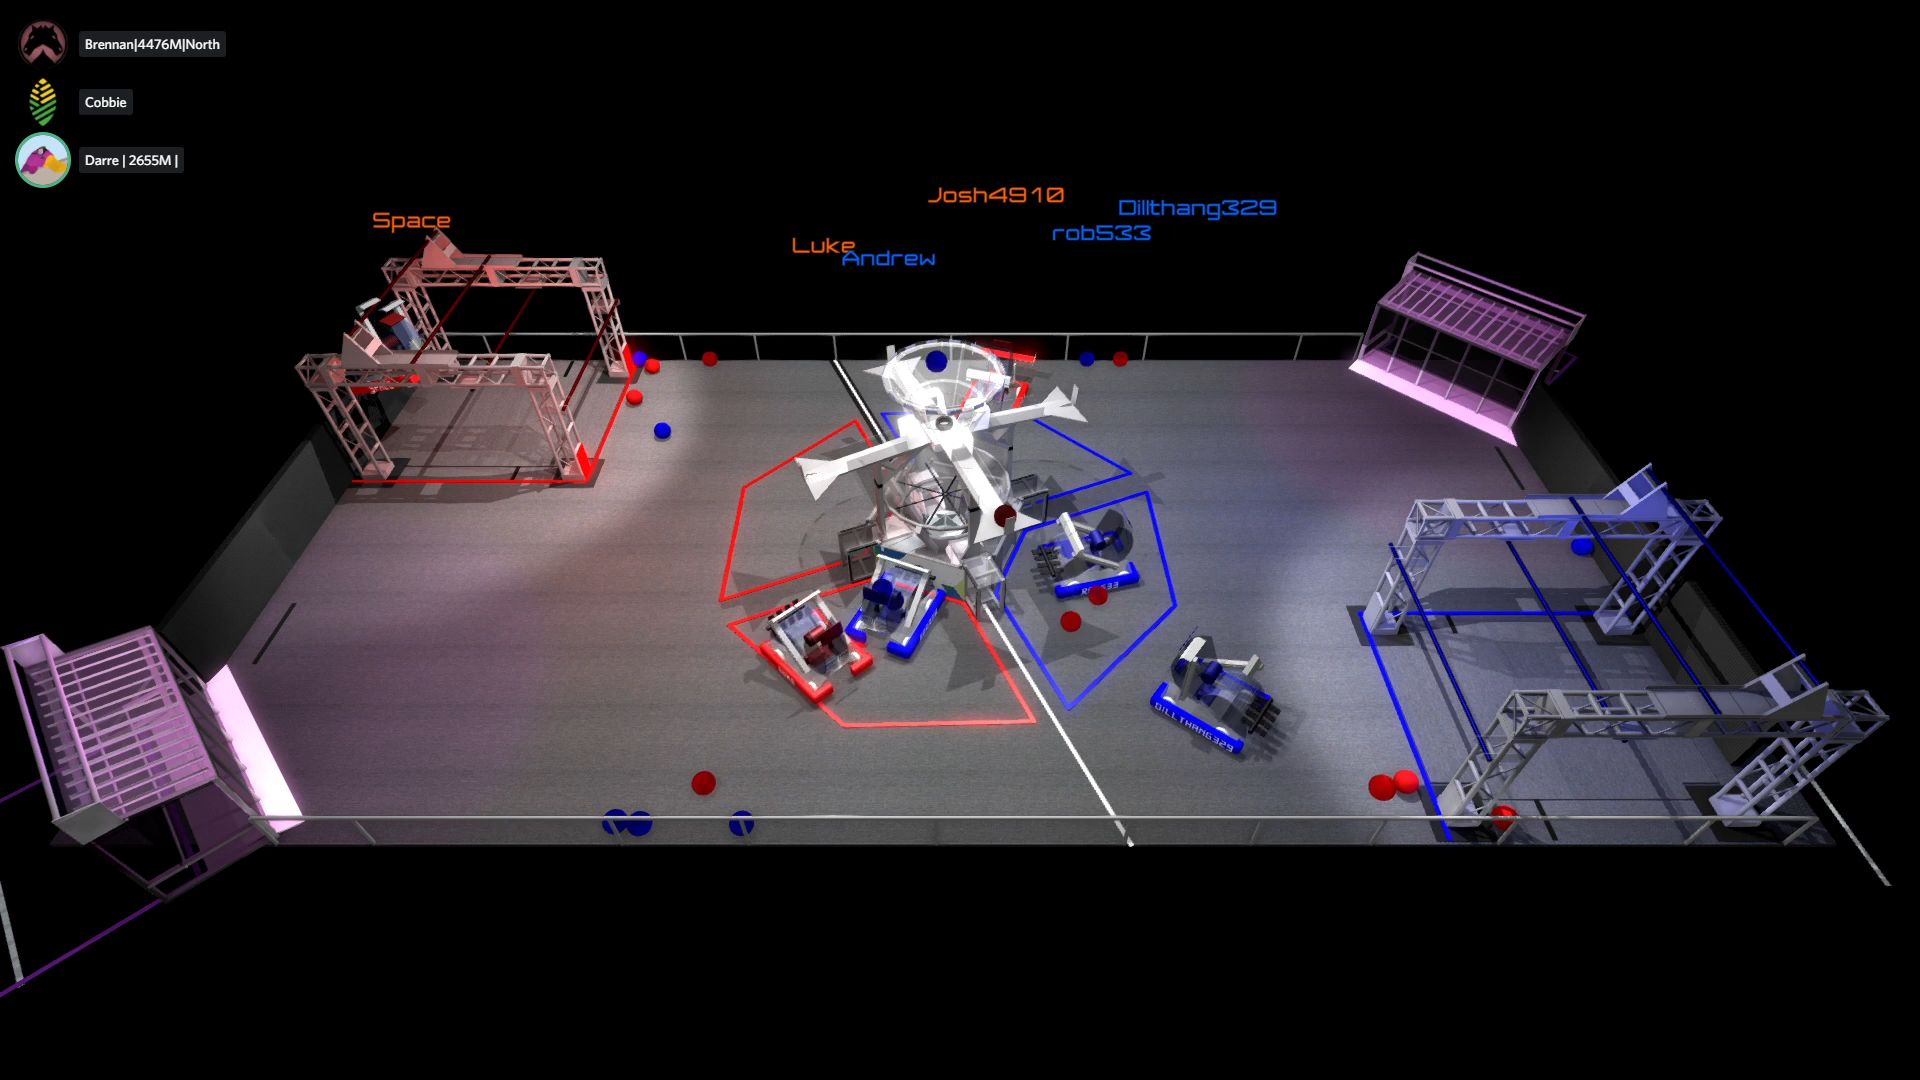 Brennan|4476M|North
Cobbie
Darre | 2655M |
Space
Josh4910
Dillthang329
rob533
Luke
Andrew
DILLTHANG329